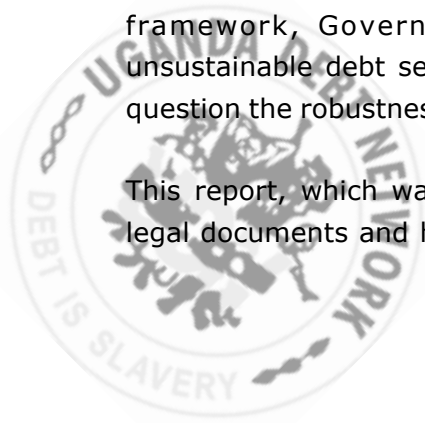 framework, Govern
unsustainable debt se
question the robustnes
This report, which wa
legal documents and h
UGANDA DEBT NETWORK
DEBT IS SLAVERY